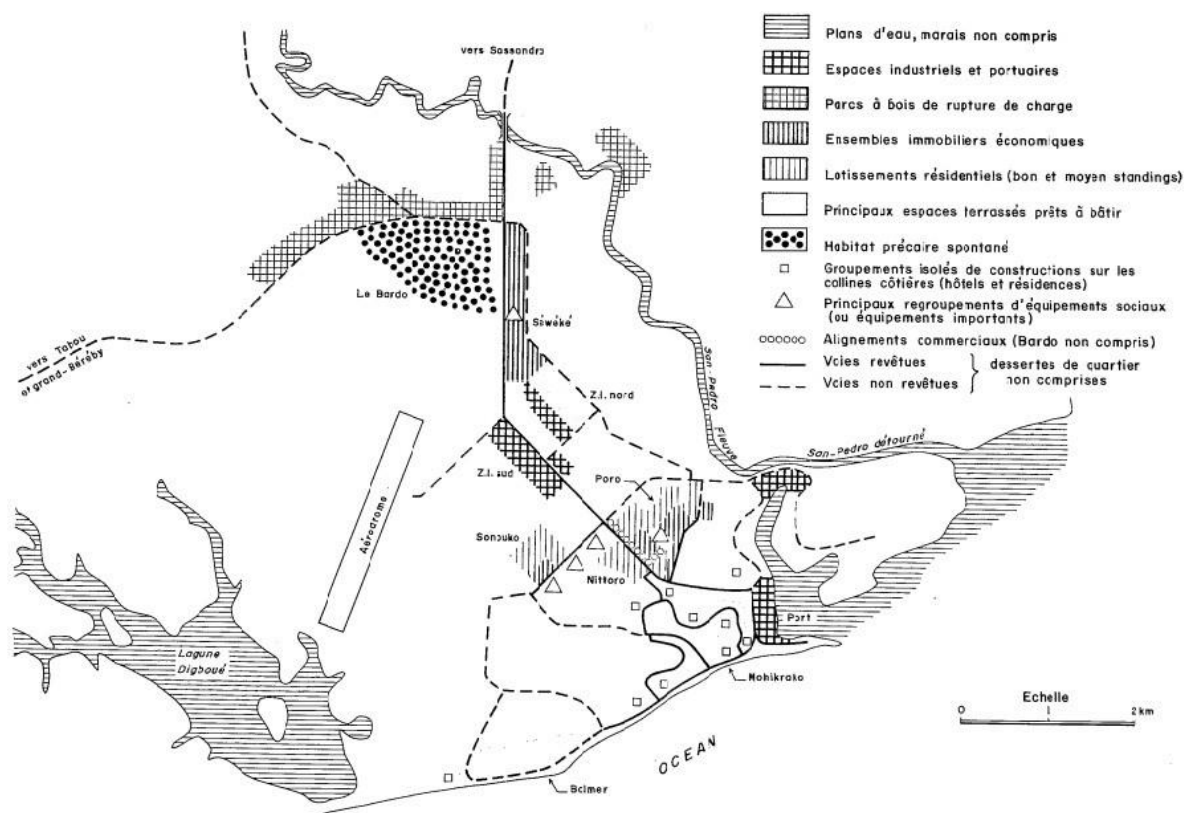 vers Sassandra
Plans d'eau, marais non compris
Espaces industriels et portuaires
Parcs à bois de rupture de charge
Ensembles immobiliers économiques
Lotissements résidentiels (bon et moyen standings)
Principaux espaces terrassés prêts à bâtir
Habitat précaire spontané
Groupements isolés de constructions sur les
collines côtières (hôtels et résidences)
Principaux regroupements d'équipements sociaux
(ou équipements importants)
Alignements commerciaux (Bardo non compris)
Voies revêtues
Voies non revêtues
dessertes de quartier
non comprises
Le Bardo
Séwéké
vers Tabou
et grand-Béréby
Z.I. nord
San-Pedro
Fleuve
San-Pedro détourné
Z.I. sud
Poro
Aérodrome
Sonouko
Nittoro
Port
Lagune
Digboué
Nohikrako
Echelle
0 1 2 km
OCEAN
Balmer